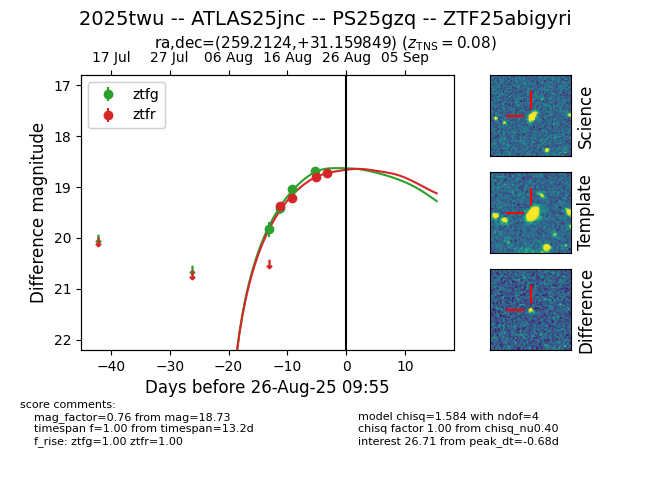 2025twu -- ATLAS25jnc -- PS25gzq -- ZTF25abigyri
ra,dec=(259.2124,+31.159849) (z_TNS = 0.08)
17 Jul 27 Jul 06 Aug 16 Aug 26 Aug 05 Sep
ztfg
ztfr
17
18
19
20
21
22
Difference magnitude
−40 −30 −20 −10 0 10
Days before 26-Aug-25 09:55
Science
Template
Difference
score comments:
mag_factor=0.76 from mag=18.73
timespan f=1.00 from timespan=13.2d
f_rise: ztfg=1.00 ztfr=1.00
model chisq=1.584 with ndof=4
chisq factor 1.00 from chisq_nu0.40
interest 26.71 from peak_dt=-0.68d